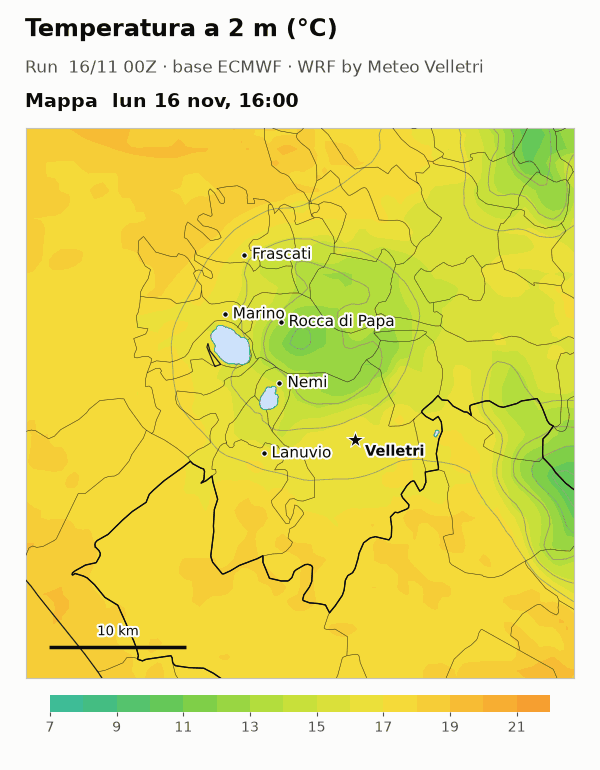 Temperatura a 2 m (°C)
Run 16/11 00Z · base ECMWF · WRF by Meteo Velletri
Mappa lun 16 nov, 16:00
Frascati
Marino
Rocca di Papa
Nemi
Velletri
Lanuvio
10 km
7 9 11 13 15 17 19 21